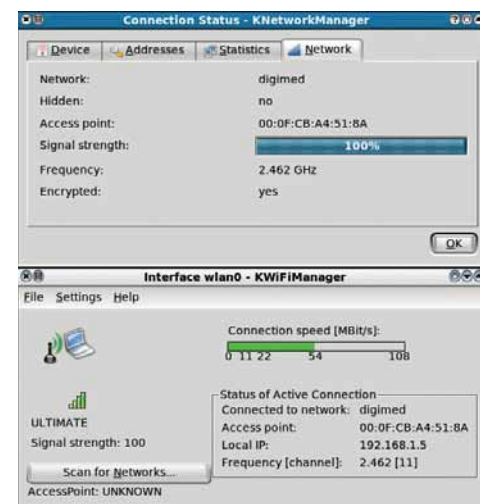 Connection Status - KNetworkManager
Device Addresses Statistics Network
Network: digimed
Hidden: no
Access point: 00:0F:CB:A4:51:8A
Signal strength: 100%
Frequency: 2.462 GHz
Encrypted: yes
OK
Interface wlan0 - KWiFiManager
File Settings Help
Connection speed [MBit/s]:
0 11 22 54 108
ULTIMATE
Signal strength: 100
Scan for Networks...
AccessPoint: UNKNOWN
Status of Active Connection
Connected to network: digimed
Access point: 00:0F:CB:A4:51:8A
Local IP: 192.168.1.5
Frequency [channel]: 2.462 [11]